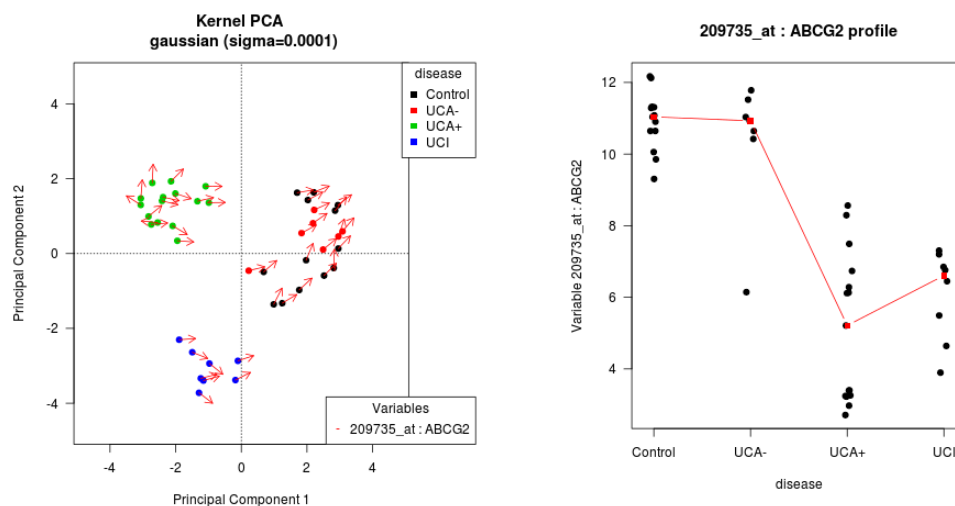 Kernel PCA
gaussian (sigma=0.0001)
4
2
0
-2
-4
Principal Component 2
disease
Control
UCA-
UCA+
UCI
Variables
209735_at : ABCG2
-4
-2
0
2
4
Principal Component 1
209735_at : ABCG2 profile
12
10
8
6
4
Variable 209735_at : ABCG2
Control
UCA-
UCA+
UCI
disease